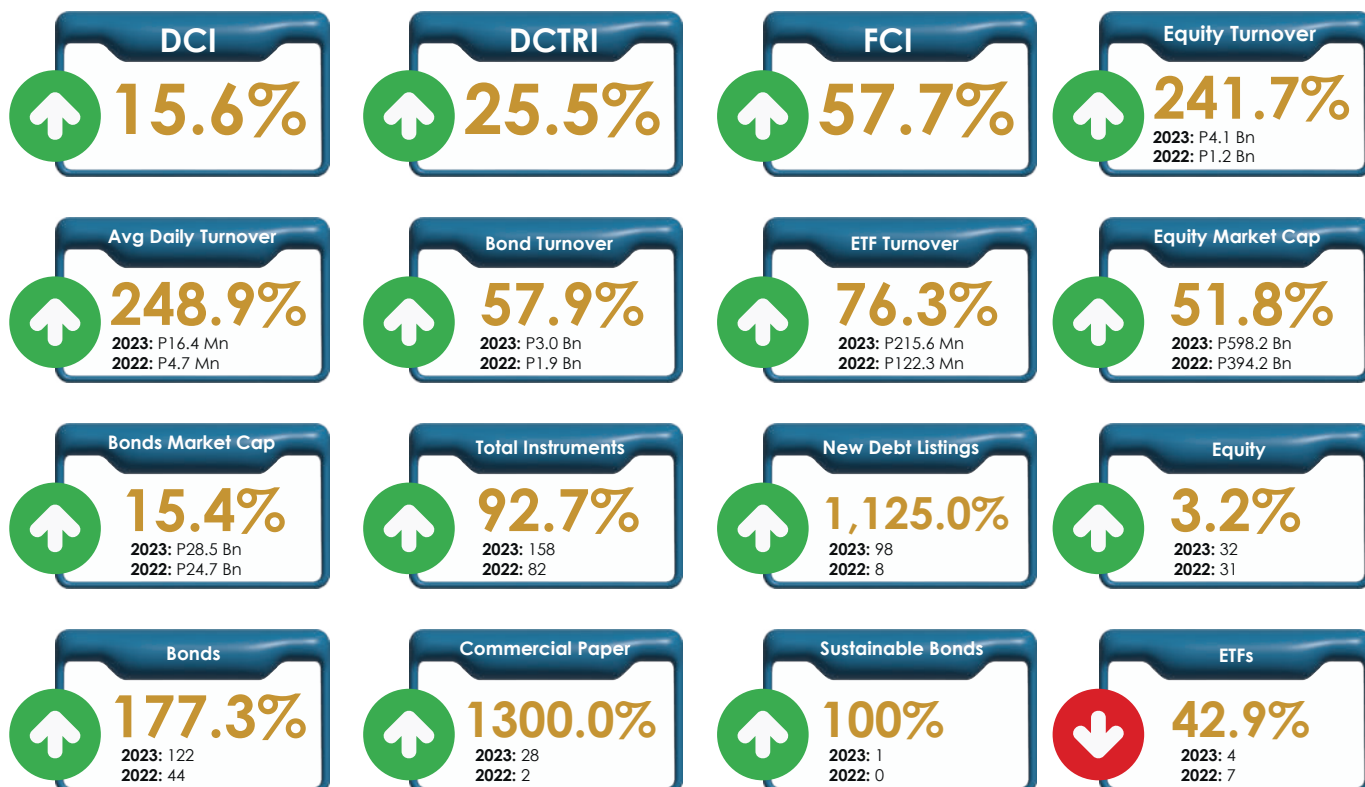 DCI
15.6%
DCTRI
25.5%
FCI
57.7%
Equity Turnover
241.7%
2023: P4.1 Bn
2022: P1.2 Bn
Avg Daily Turnover
248.9%
2023: P16.4 Mn
2022: P4.7 Mn
Bond Turnover
57.9%
2023: P3.0 Bn
2022: P1.9 Bn
ETF Turnover
76.3%
2023: P215.6 Mn
2022: P122.3 Mn
Equity Market Cap
51.8%
2023: P598.2 Bn
2022: P394.2 Bn
Bonds Market Cap
15.4%
2023: P28.5 Bn
2022: P24.7 Bn
Total Instruments
92.7%
2023: 158
2022: 82
New Debt Listings
1,125.0%
2023: 98
2022: 8
Equity
3.2%
2023: 32
2022: 31
Bonds
177.3%
2023: 122
2022: 44
Commercial Paper
1300.0%
2023: 28
2022: 2
Sustainable Bonds
100%
2023: 1
2022: 0
ETFs
42.9%
2023: 4
2022: 7